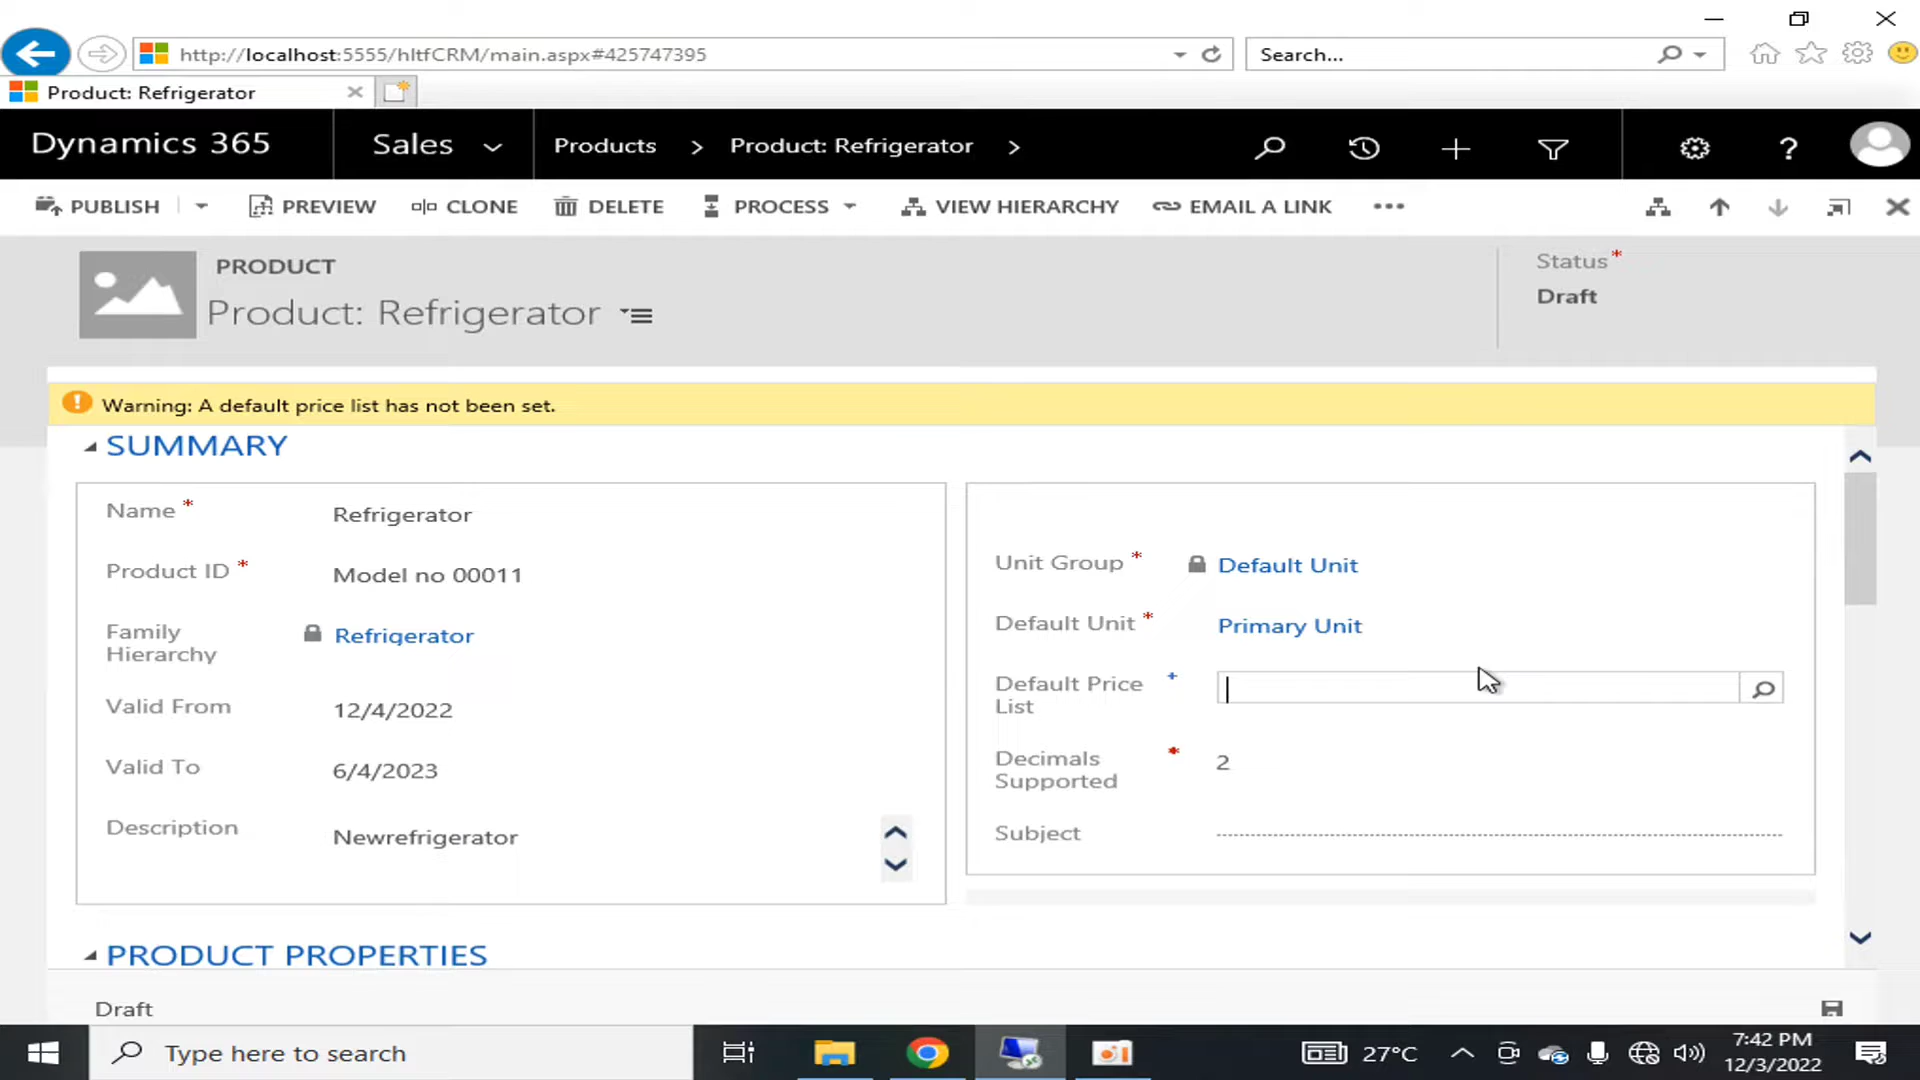 http://localhost:5555/hltfCRM/main.aspx#425747395
Search...
Product: Refrigerator
Dynamics 365
Sales
Products
Product: Refrigerator
PUBLISH
PREVIEW
CLONE
DELETE
PROCESS
VIEW HIERARCHY
EMAIL A LINK
PRODUCT
Product: Refrigerator
Status*
Draft
Warning: A default price list has not been set.
SUMMARY
Name *
Refrigerator
Product ID *
Model no 00011
Family Hierarchy
Refrigerator
Valid From
12/4/2022
Valid To
6/4/2023
Description
Newrefrigerator
Unit Group *
Default Unit
Default Unit *
Primary Unit
Default Price +
List
Decimals *
Supported
2
Subject
PRODUCT PROPERTIES
Draft
Type here to search
27°C
7:42 PM
12/3/2022